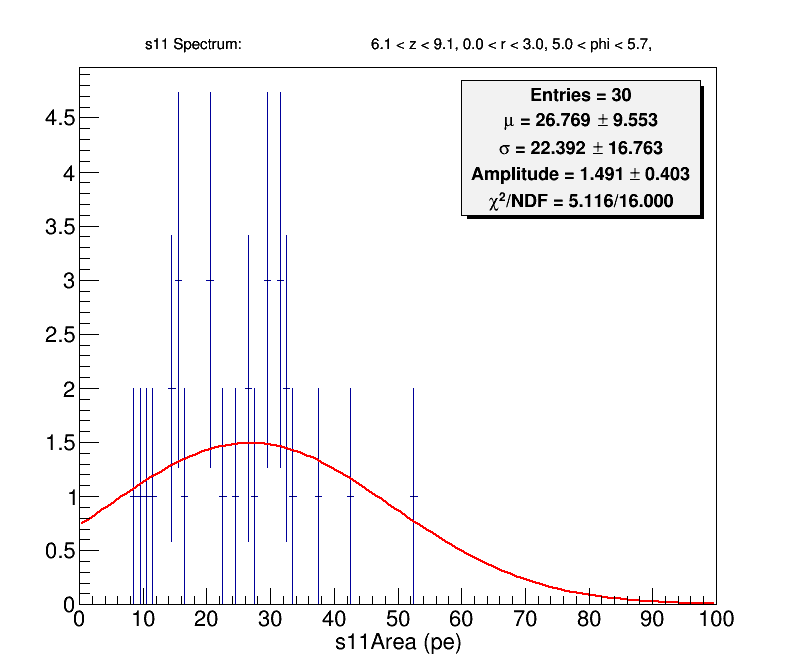 s11 Spectrum: 6.1 < z < 9.1, 0.0 < r < 3.0, 5.0 < phi < 5.7,
Entries = 30
μ = 26.769 ± 9.553
σ = 22.392 ± 16.763
Amplitude = 1.491 ± 0.403
χ²/NDF = 5.116/16.000
4.5
4
3.5
3
2.5
2
1.5
1
0.5
0
0 10 20 30 40 50 60 70 80 90 100
s11Area (pe)